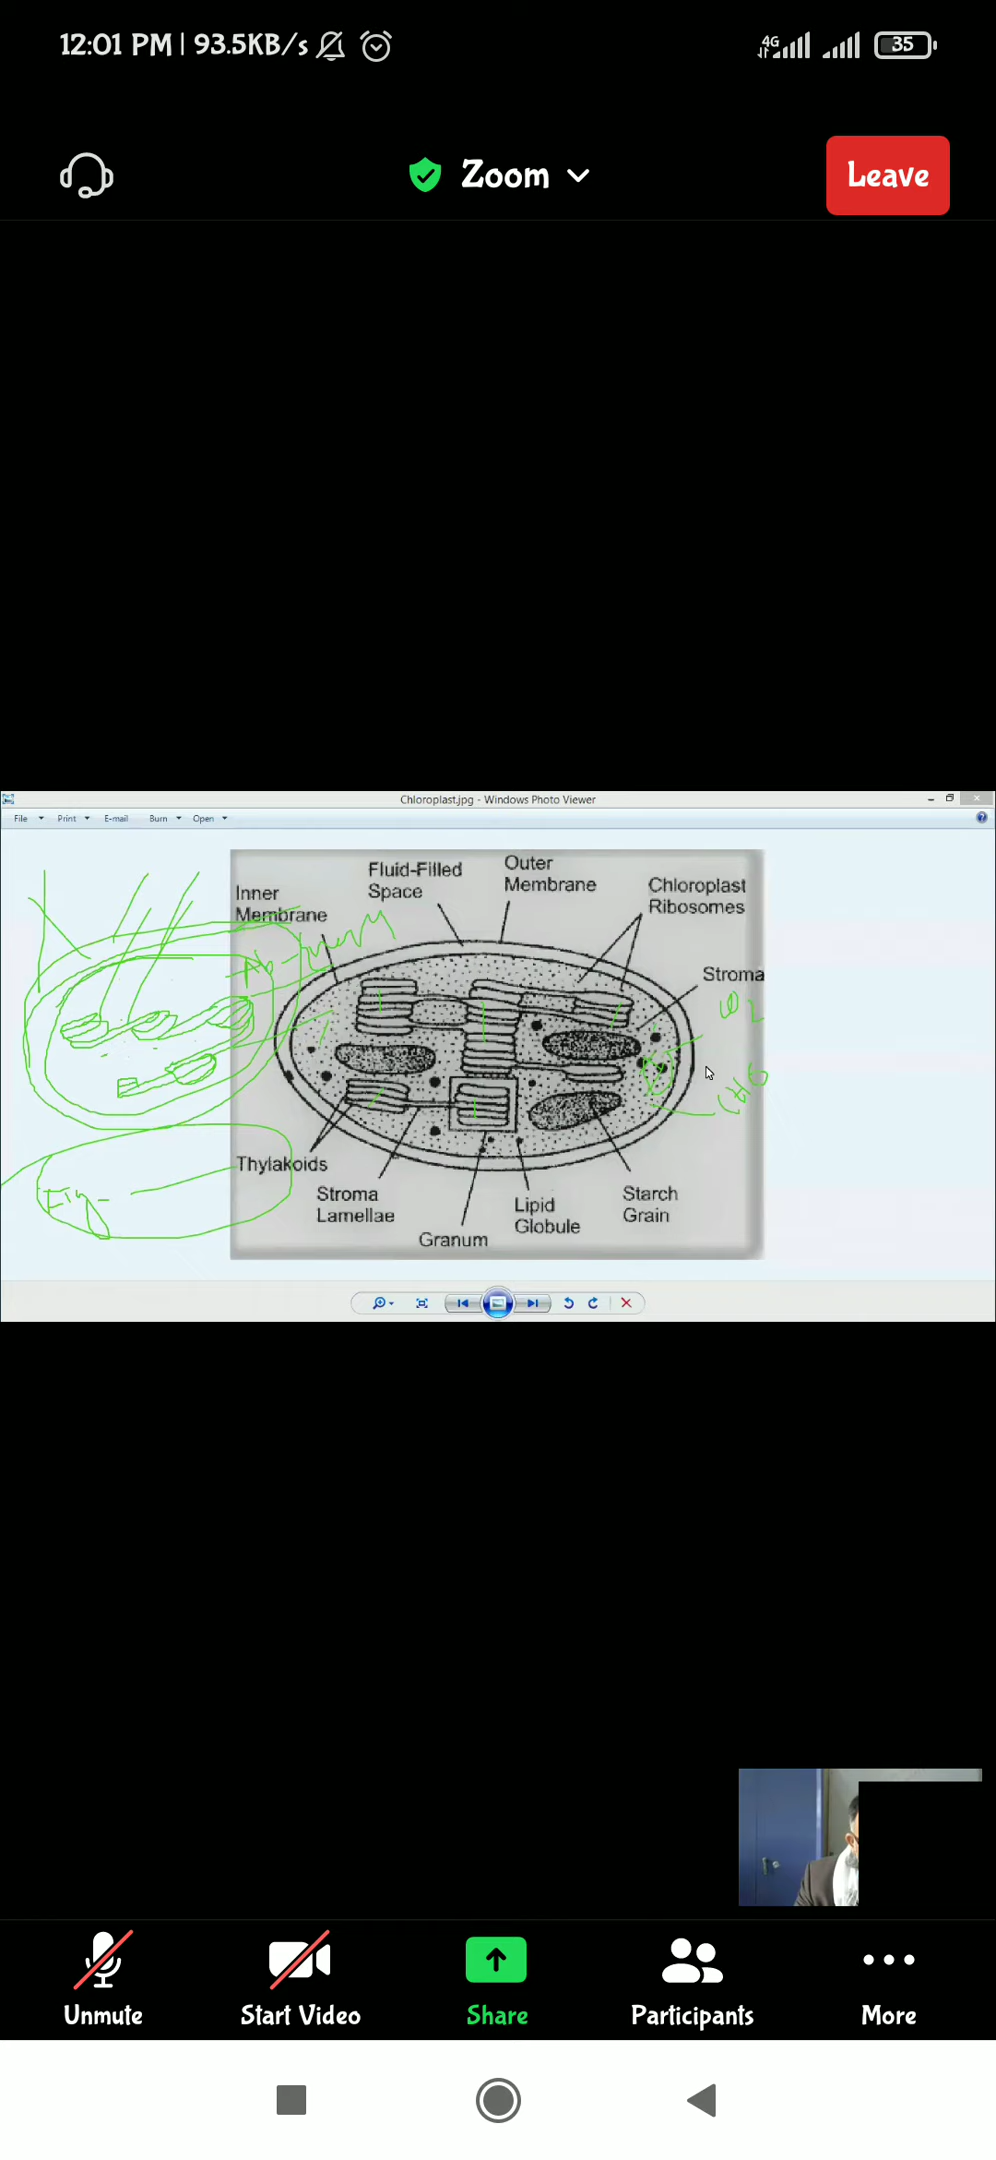 12:01 PM | 93.5KB/s
4G
35
Zoom
Leave
Chloroplast.jpg - Windows Photo Viewer
File Print E-mail Burn Open
Fluid-Filled
Space
Outer
Membrane
Inner
Membrane
Chloroplast
Ribosomes
Stroma
Thylakoids
Stroma
Lamellae
Granum
Lipid
Globule
Starch
Grain
Fig-
Unmute
Start Video
Share
Participants
More